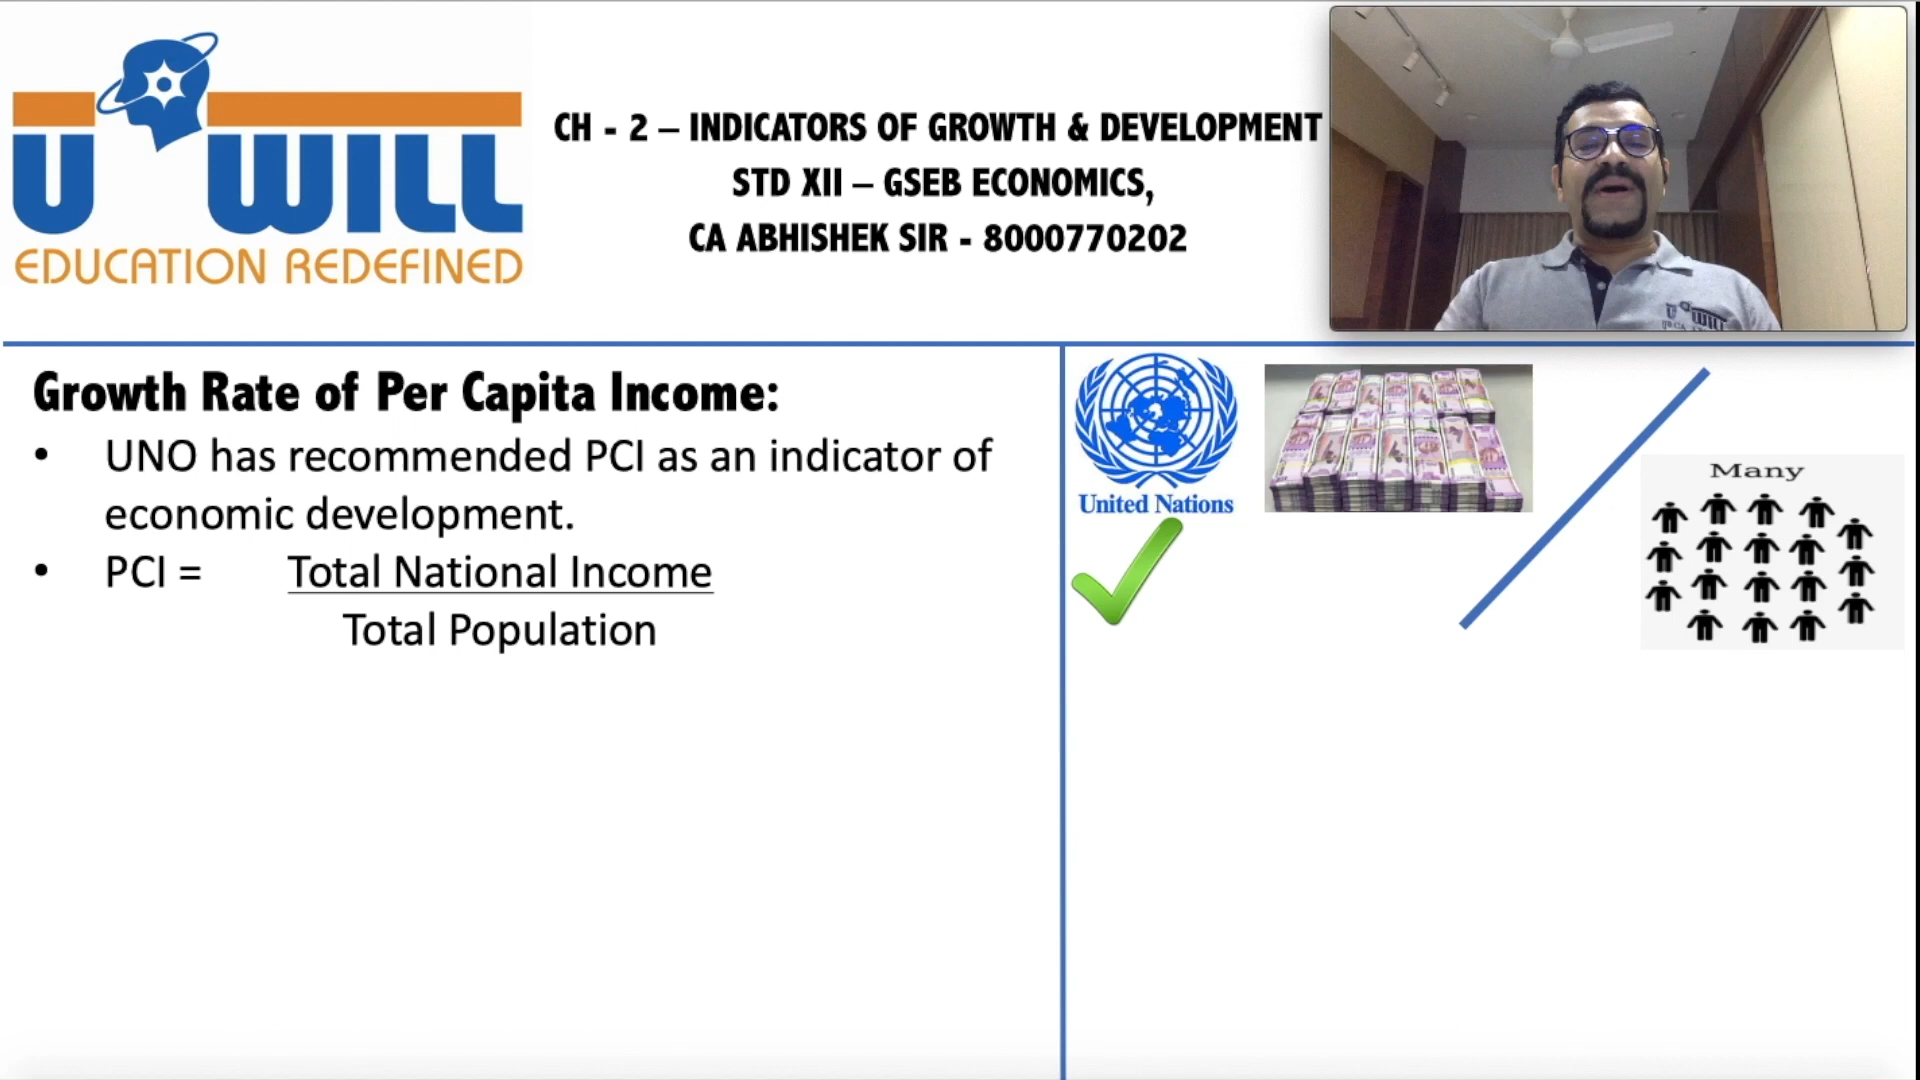 U WILL
EDUCATION REDEFINED
CH - 2 – INDICATORS OF GROWTH & DEVELOPMENT
STD XII – GSEB ECONOMICS,
CA ABHISHEK SIR - 8000770202
U WILL
Growth Rate of Per Capita Income:
• UNO has recommended PCI as an indicator of
economic development.
• PCI = Total National Income
Total Population
United Nations
Many